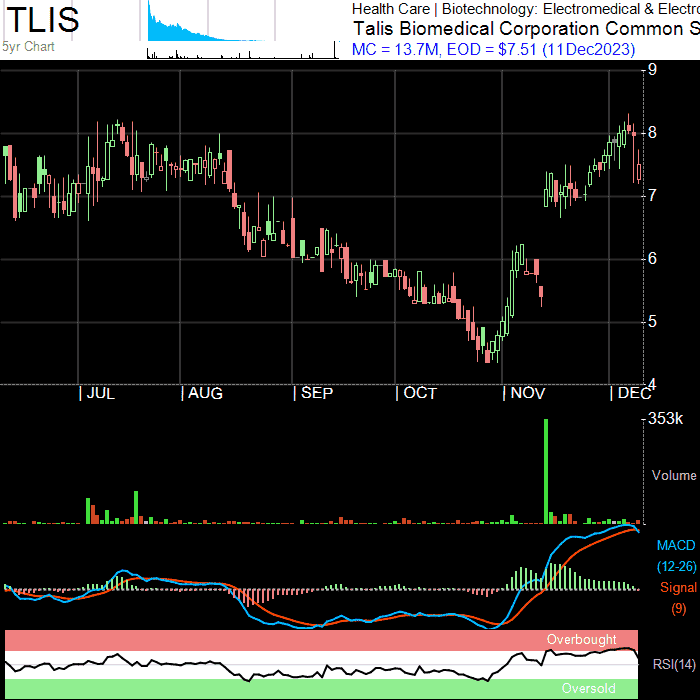 TLIS
5yr Chart
Health Care | Biotechnology: Electromedical & Electro
Talis Biomedical Corporation Common S
MC = 13.7M, EOD = $7.51 (11Dec2023)
9
8
7
6
5
4
JUL
AUG
SEP
OCT
NOV
DEC
353k
Volume
MACD
(12-26)
Signal
(9)
Overbought
RSI(14)
Oversold